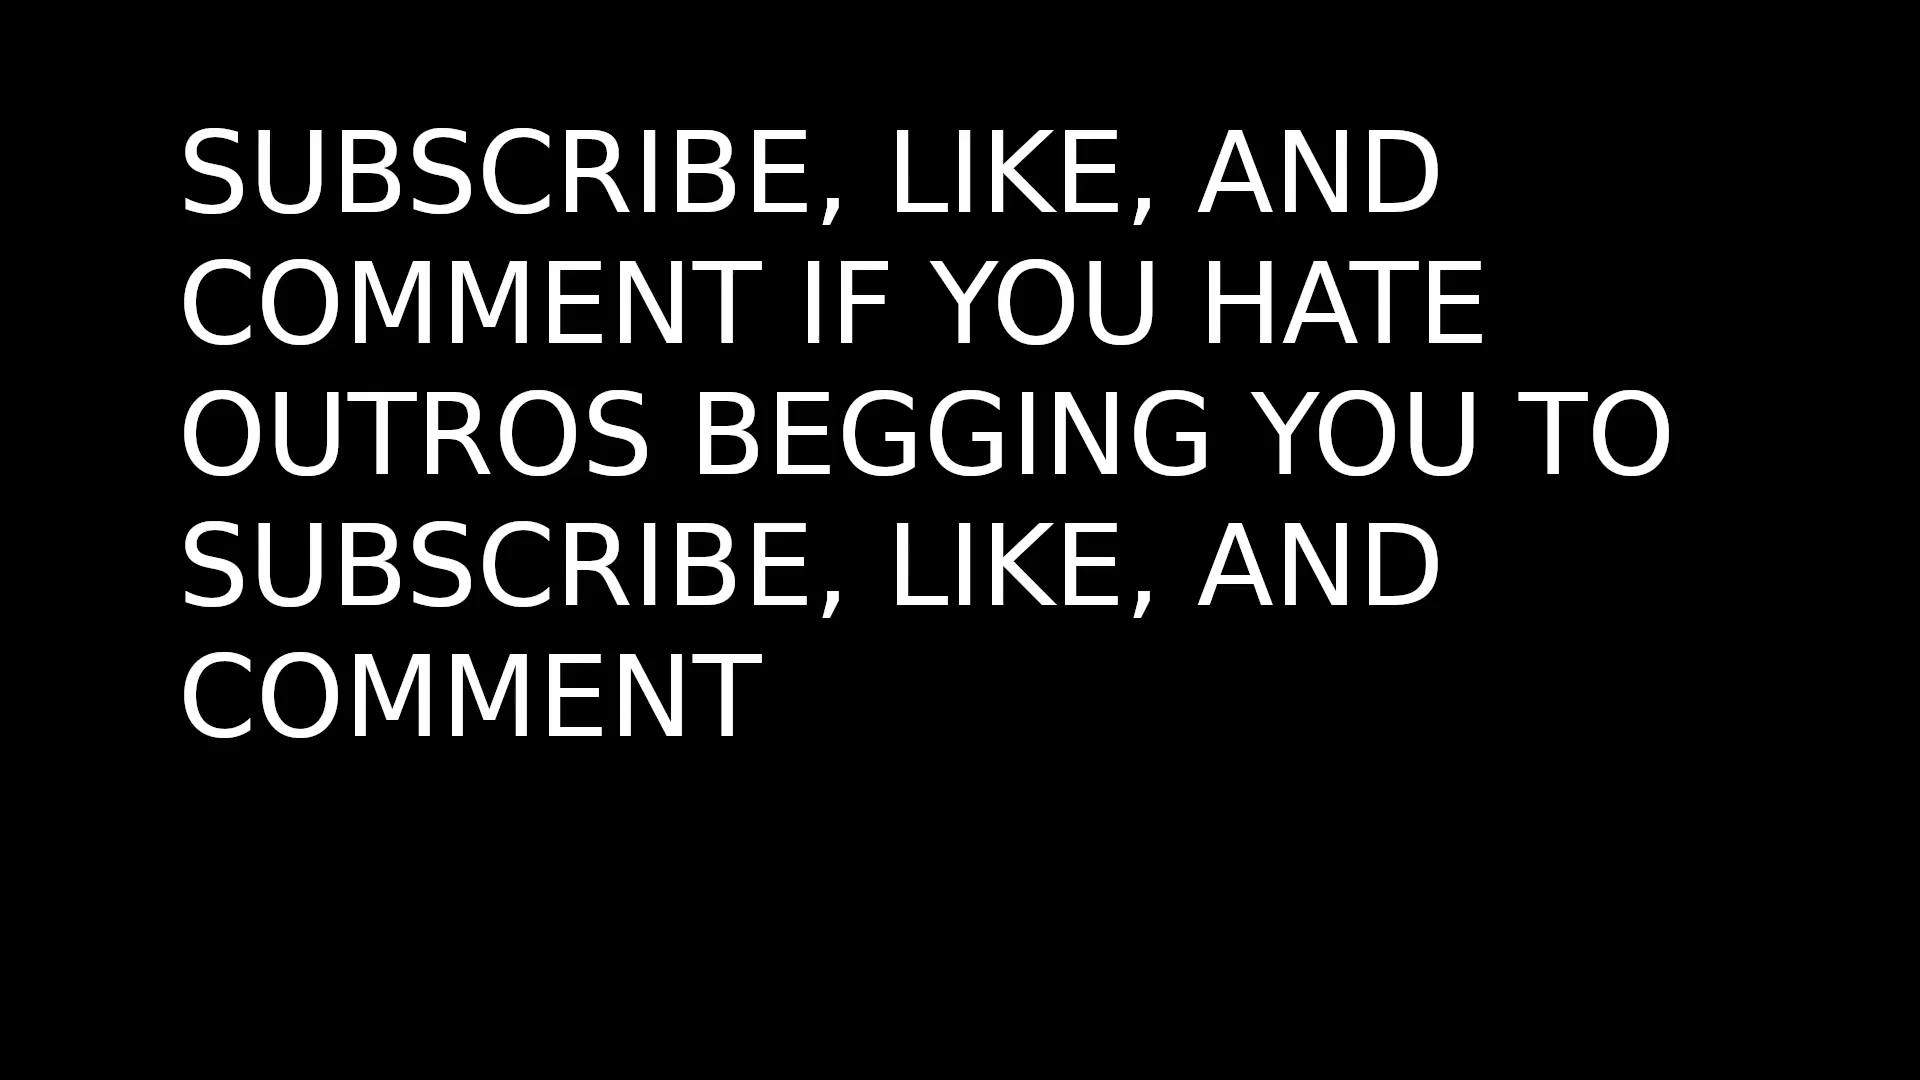 SUBSCRIBE, LIKE, AND
COMMENT IF YOU HATE
OUTROS BEGGING YOU TO
SUBSCRIBE, LIKE, AND
COMMENT